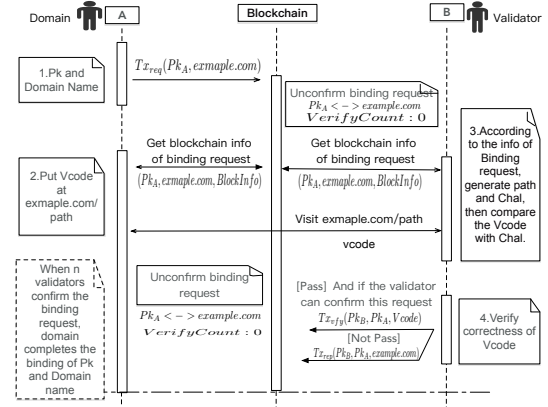 Domain
A
Blockchain
B
Validator
1.Pk and
Domain Name
Tx_req(Pk_A, exmaple.com)
Unconfirm binding request
Pk_A < − > example.com
VerifyCount : 0
3.According
to the info of
Binding
request,
generate path
and Chal,
then compare
the Vcode
with Chal.
2.Put Vcode
at
exmaple.com/
path
Get blockchain info
of binding request
(Pk_A, exmaple.com, BlockInfo)
Get blockchain info
of binding request
(Pk_A, exmaple.com, BlockInfo)
Visit exmaple.com/path
vcode
When n
validators
confirm the
binding
request,
domain
completes the
binding of Pk
and Domain
name
Unconfirm binding
request
Pk_A < − > example.com
VerifyCount : 0
[Pass] And if the validator
can confirm this request
Tx_vfy(Pk_B, Pk_A, Vcode)
[Not Pass]
Tx_rep(Pk_B, Pk_A, example.com)
4.Verify
correctness of
Vcode